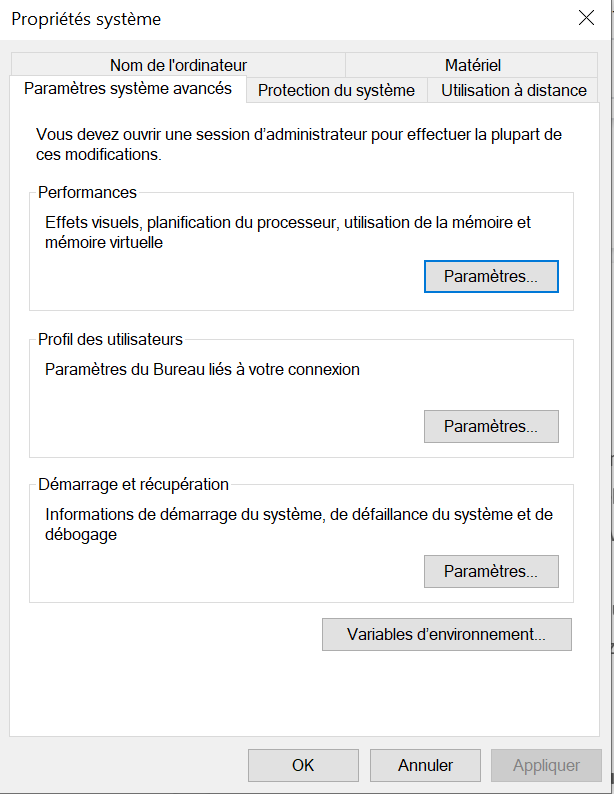 Propriétés système
Nom de l'ordinateur
Matériel
Paramètres système avancés
Protection du système
Utilisation à distance
Vous devez ouvrir une session d'administrateur pour effectuer la plupart de
ces modifications.
Performances
Effets visuels, planification du processeur, utilisation de la mémoire et
mémoire virtuelle
Paramètres...
Profil des utilisateurs
Paramètres du Bureau liés à votre connexion
Paramètres...
Démarrage et récupération
Informations de démarrage du système, de défaillance du système et de
débogage
Paramètres...
Variables d'environnement...
OK
Annuler
Appliquer